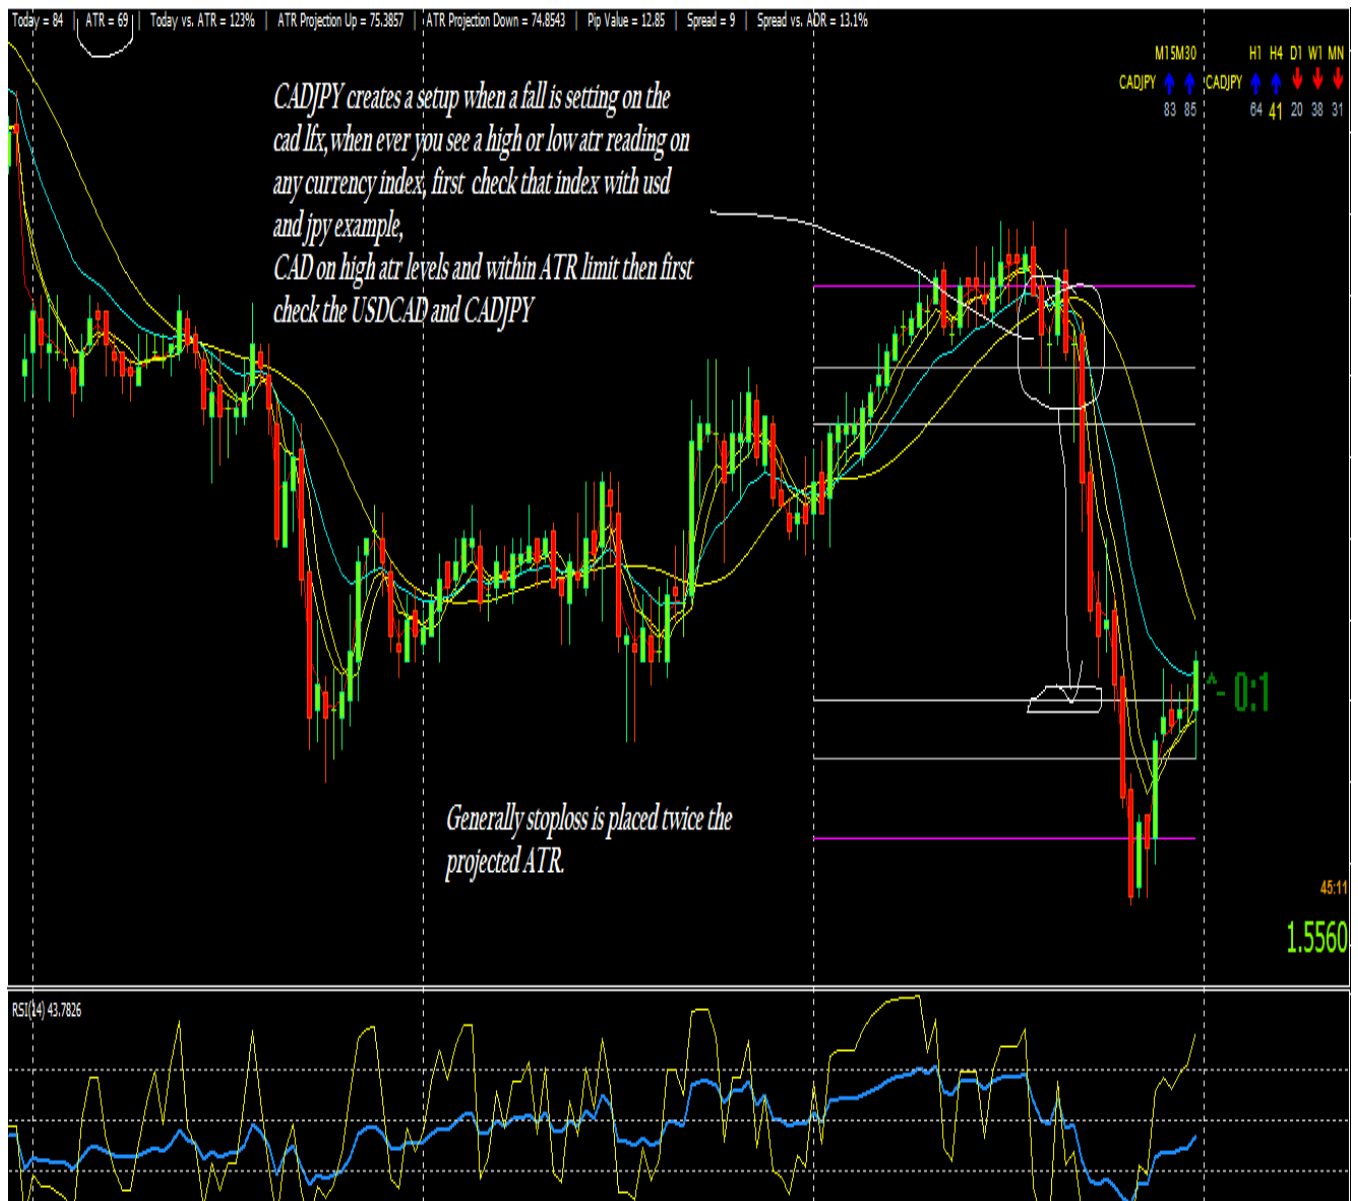 Today = 84 | ATR = 69 | Today vs. ATR = 123% | ATR Projection Up = 75.3857 | ATR Projection Down = 74.8543 | Pip Value = 12.85 | Spread = 9 | Spread vs. ADR = 13.1%
M15 M30 H1 H4 D1 W1 MN
CADJPY CADJPY
83 85 64 41 20 38 31
CADJPY creates a setup when a fall is setting on the
cad lfx,when ever you see a high or low atr reading on
any currency index, first check that index with usd
and jpy example,
CAD on high atr levels and within ATR limit then first
check the USDCAD and CADJPY
^- 0:1
Generally stoploss is placed twice the
projected ATR.
45:11
1.5560
RSI(14) 43.7826